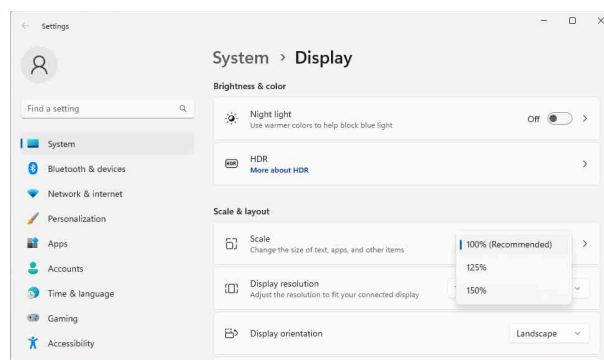 Settings
System > Display
Find a setting
System
Bluetooth & devices
Network & internet
Personalization
Apps
Accounts
Time & language
Gaming
Accessibility
Brightness & color
Night light
Use warmer colors to help block blue light
Off
HDR
HDR
More about HDR
Scale & layout
Scale
Change the size of text, apps, and other items
100% (Recommended)
125%
150%
Display resolution
Adjust the resolution to fit your connected display
Display orientation
Landscape